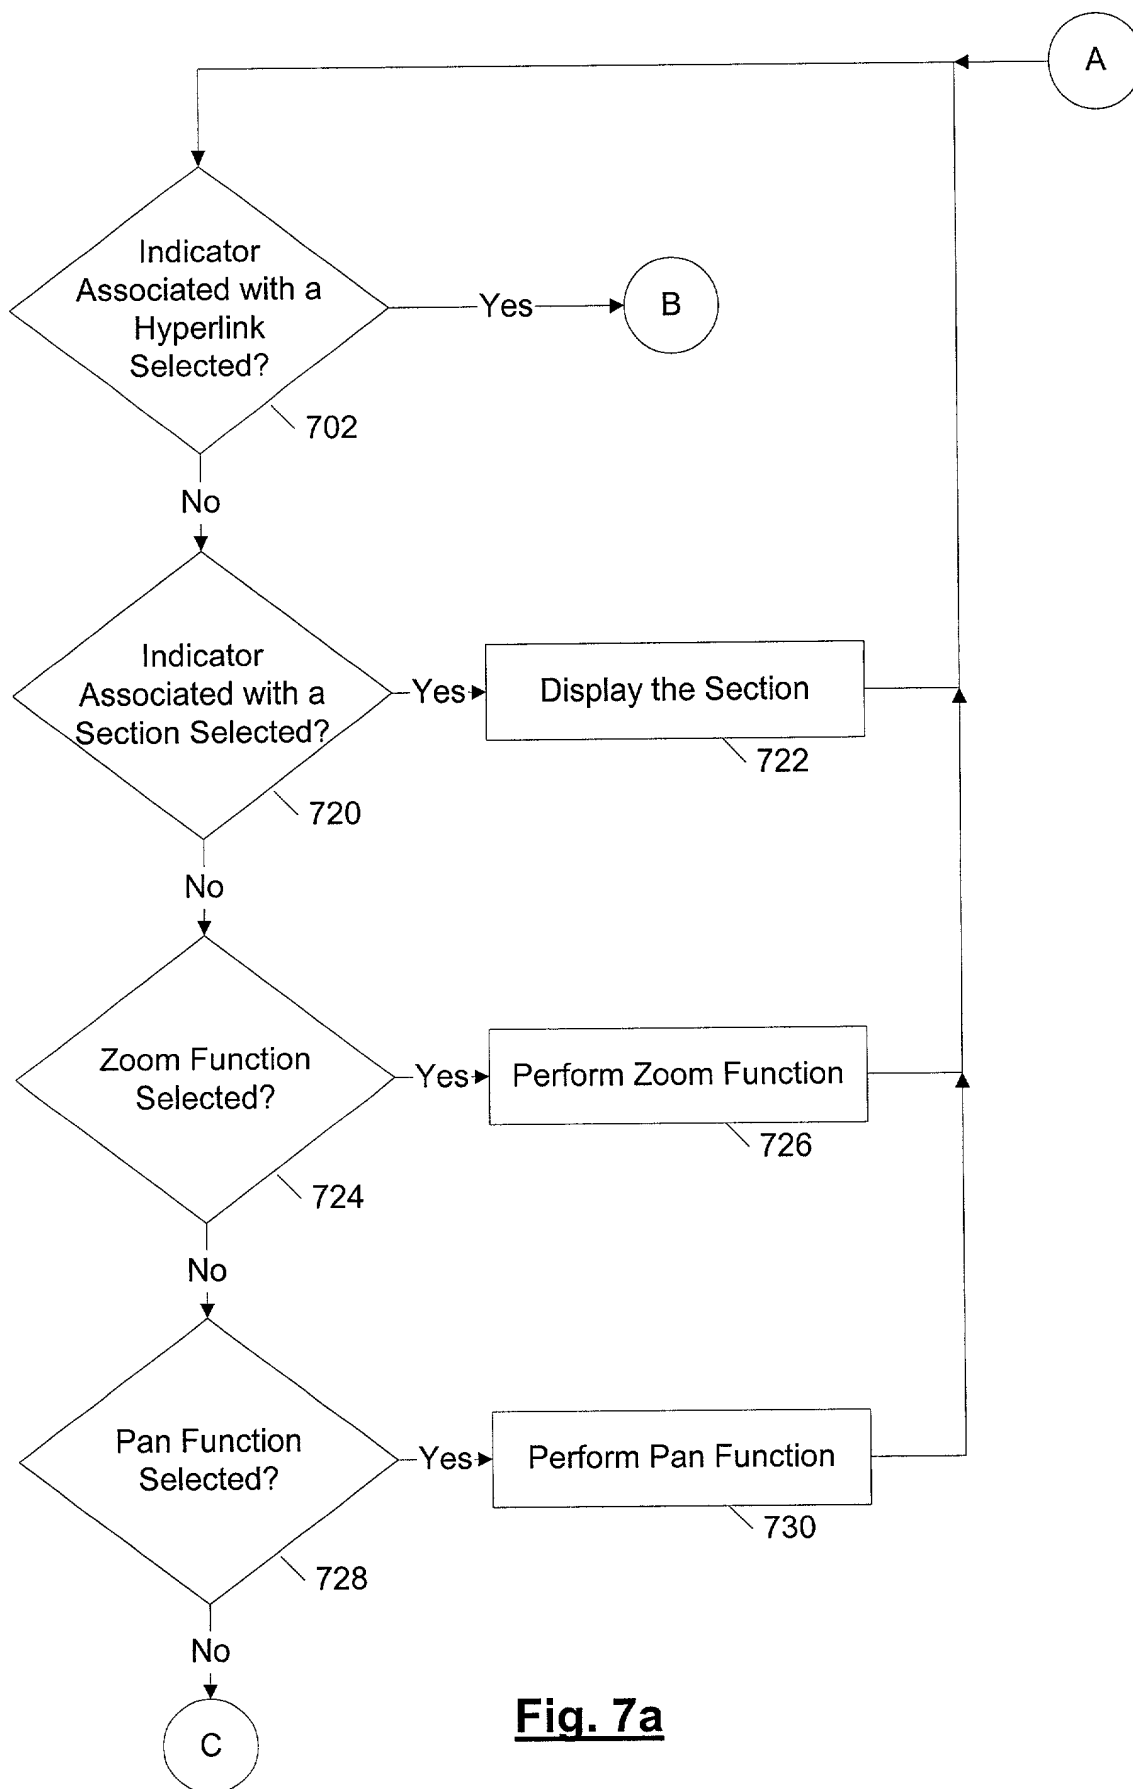 A
Indicator
Associated with a
Hyperlink
Selected?
Yes
B
702
No
Indicator
Associated with a
Section Selected?
Yes
Display the Section
722
720
No
Zoom Function
Selected?
Yes
Perform Zoom Function
726
724
No
Pan Function
Selected?
Yes
Perform Pan Function
730
728
No
C
Fig. 7a